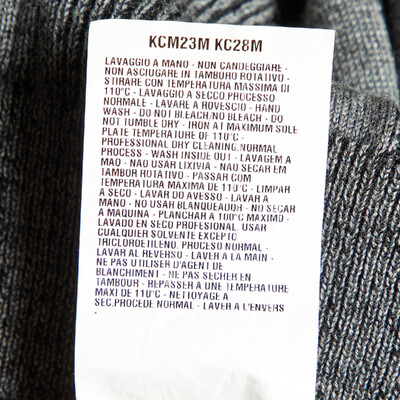 KCM23M KC28M
LAVAGGIO A MANO - NON CANDEGGIARE -
NON ASCIUGARE IN TAMBURO ROTATIVO -
STIRARE CON TEMPERATURA MASSIMA DI
110°C - LAVAGGIO A SECCO.PROCESSO
NORMALE - LAVARE A ROVESCIO - HAND
WASH - DO NOT BLEACH/NO BLEACH - DO
NOT TUMBLE DRY - IRON AT MAXIMUM SOLE
PLATE TEMPERATURE OF 110°C -
PROFESSIONAL DRY CLEANING.NORMAL
PROCESS - WASH INSIDE OUT - LAVAGEM A
MAO - NAO USAR LIXIVIA - NAO SECAR EM
TAMBOR ROTATIVO - PASSAR COM
TEMPERATURA MAXIMA DE 110°C - LIMPAR
A SECO - LAVAR DO AVESSO - LAVAR A
MANO - NO USAR BLANQUEADOR - NO SECAR
A MAQUINA - PLANCHAR A 100°C MAXIMO -
LAVADO EN SECO PROFESIONAL. USAR
CUALQUIER SOLVENTE EXCEPTO
TRICLOROETILENO. PROCESO NORMAL -
LAVAR AL REVERSO - LAVER A LA MAIN -
NE PAS UTILISER D'AGENT DE
BLANCHIMENT - NE PAS SECHER EN
TAMBOUR - REPASSER A UNE TEMPERATURE
MAXI DE 110°C - NETTOYAGE A
SEC.PROCEDE NORMAL - LAVER A L'ENVERS